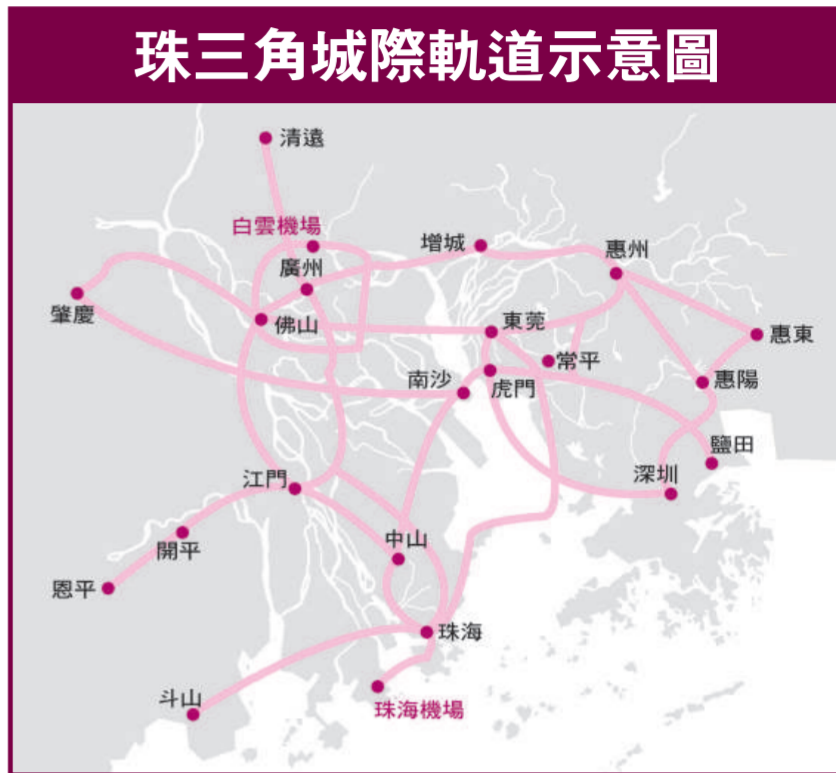 珠三角城際軌道示意圖
清遠
白雲機場
增城
惠州
廣州
肇慶
佛山
東莞
惠東
常平
南沙
虎門
惠陽
鹽田
江門
深圳
開平
中山
恩平
珠海
斗山
珠海機場